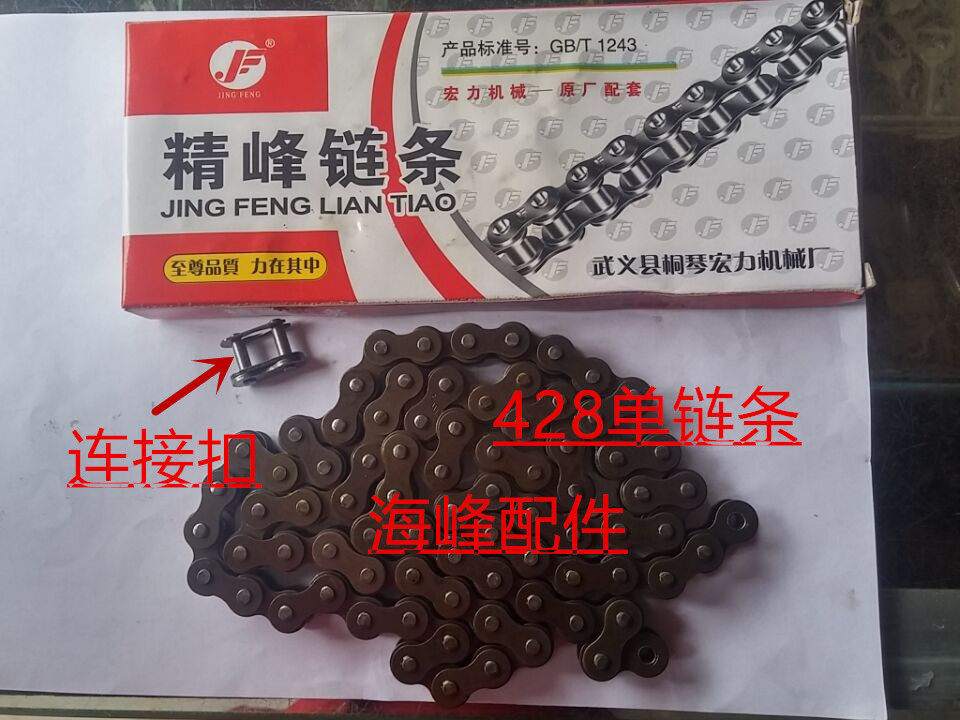 JF®
JING FENG
产品标准号：GB/T 1243
宏力机械——原厂配套
精峰链条
JING FENG LIAN TIAO
至尊品質 力在其中
武义县桐琴宏力机械厂
428单链条
连接扣
海峰配件